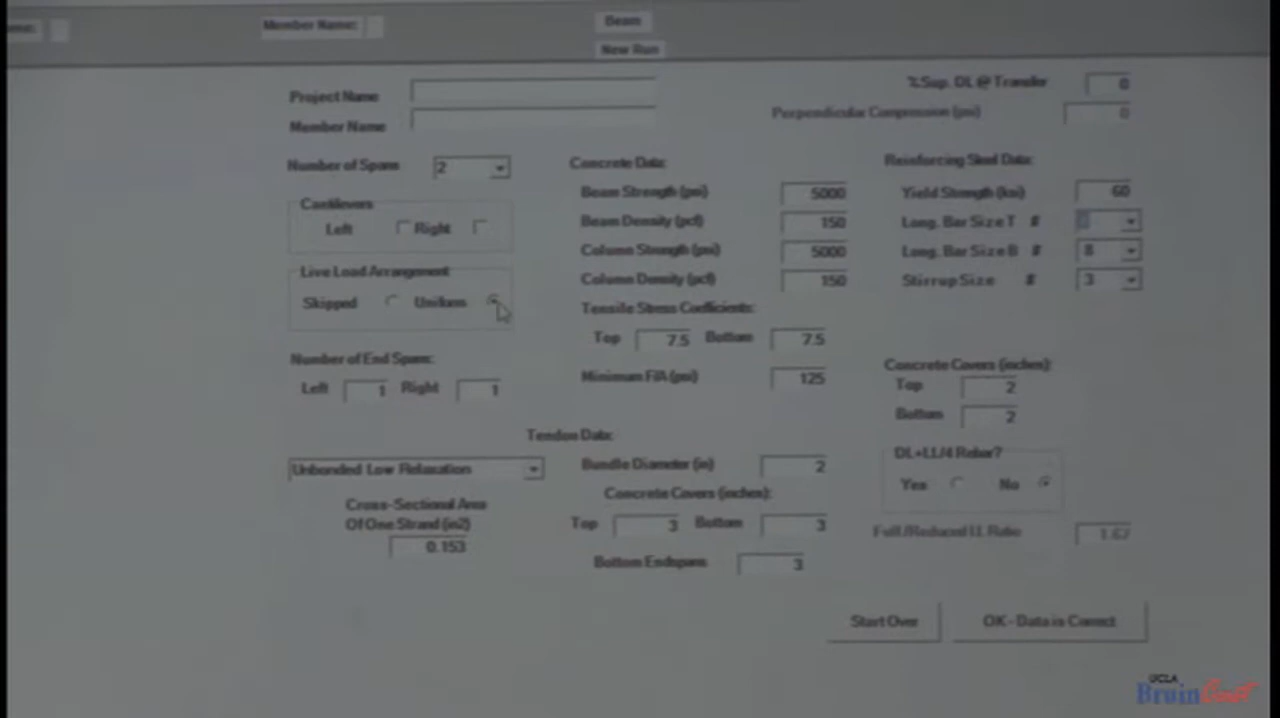 Member Name:
Beam
New Run
Project Name
Member Name
%Sup. DL @ Transfer 0
Perpendicular Compression (psi) 0
Number of Spans 2
Cantilevers
Left Right
Live Load Arrangement
Skipped Uniform
Number of End Spans:
Left 1 Right 1
Concrete Data:
Beam Strength (psi) 5000
Beam Density (pcf) 150
Column Strength (psi) 5000
Column Density (pcf) 150
Tensile Stress Coefficients:
Top 7.5 Bottom 7.5
Minimum F/A (psi) 125
Reinforcing Steel Data:
Yield Strength (ksi) 60
Long. Bar Size T #
Long. Bar Size B # 8
Stirrup Size # 3
Concrete Covers (inches):
Top 2
Bottom 2
DL+LL/4 Rebar?
Yes No
Full/Reduced LL Ratio 1.67
Tendon Data:
Unbonded Low Relaxation
Cross-Sectional Area
Of One Strand (in2)
0.153
Bundle Diameter (in) 2
Concrete Covers (inches):
Top 3 Bottom 3
Bottom Endspans 3
Start Over OK - Data is Correct
UCLA
BruinCast